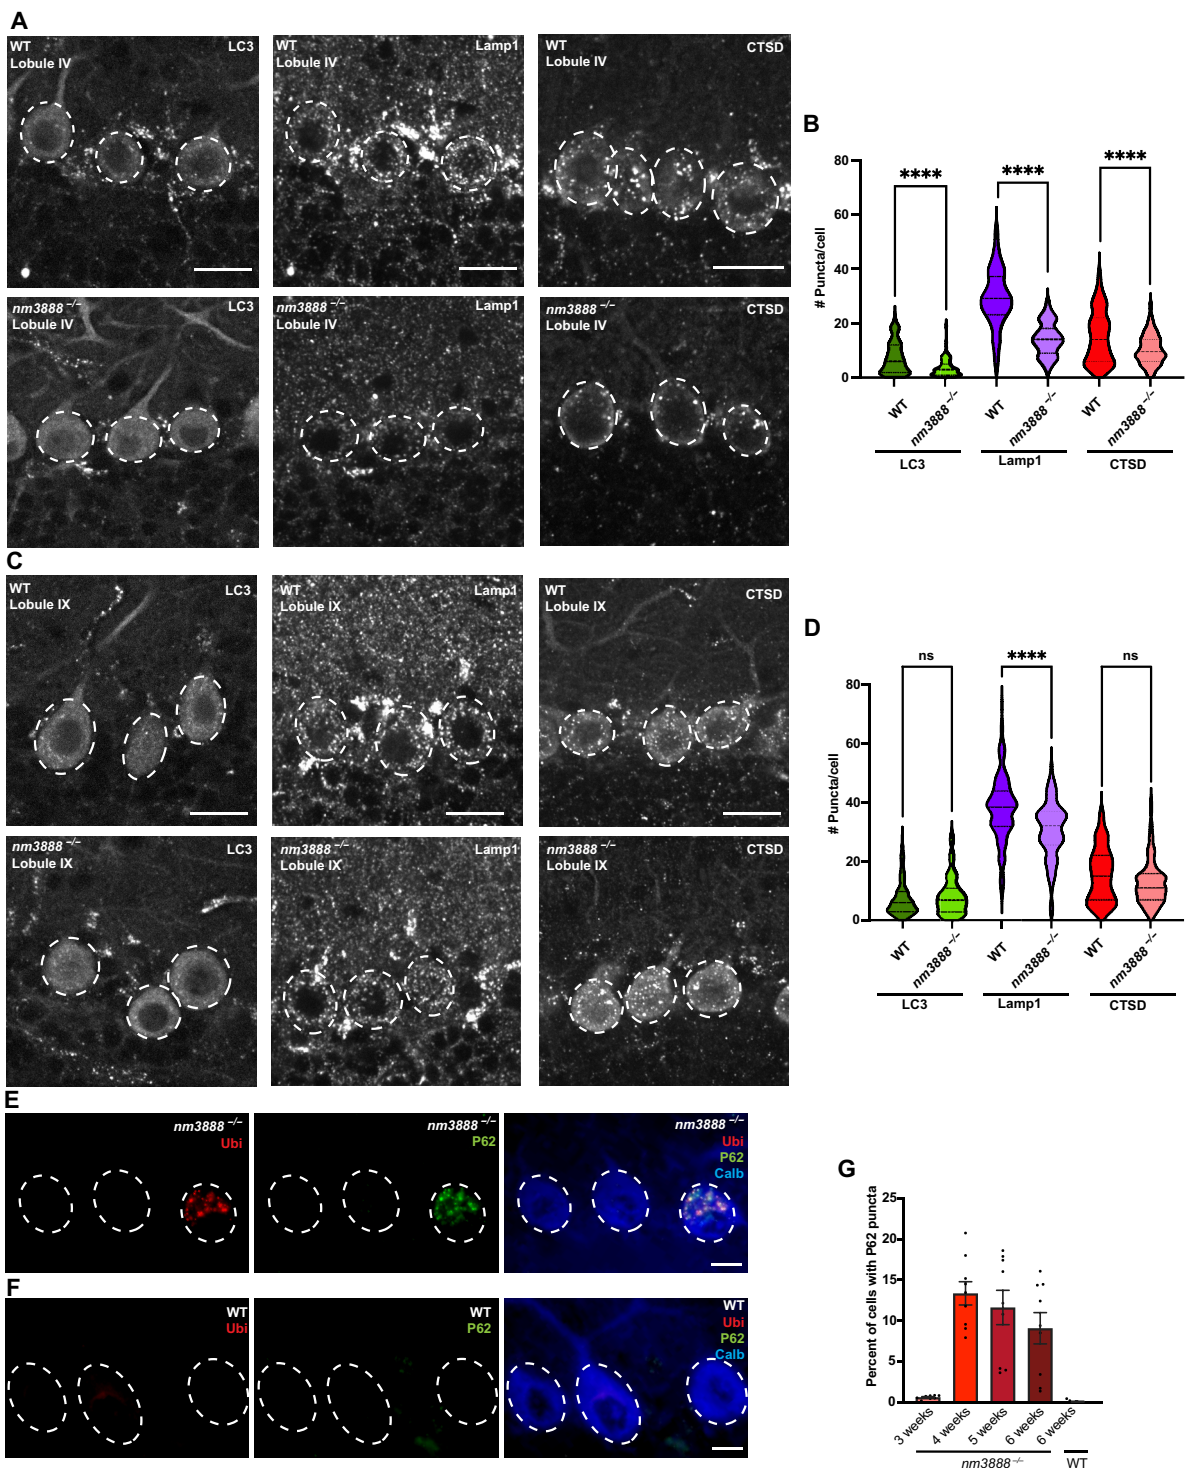 A
WT
Lobule IV
LC3
WT
Lobule IV
Lamp1
WT
Lobule IV
CTSD
nm3888 −/−
Lobule IV
LC3
nm3888 −/−
Lobule IV
Lamp1
nm3888 −/−
Lobule IV
CTSD
B
# Puncta/cell
80
60
40
20
0
****
****
****
WT
nm3888 −/−
WT
nm3888 −/−
WT
nm3888 −/−
LC3
Lamp1
CTSD
C
WT
Lobule IX
LC3
WT
Lobule IX
Lamp1
WT
Lobule IX
CTSD
nm3888 −/−
Lobule IX
LC3
nm3888 −/−
Lobule IX
Lamp1
nm3888 −/−
Lobule IX
CTSD
D
# Puncta/cell
80
60
40
20
0
ns
****
ns
WT
nm3888 −/−
WT
nm3888 −/−
WT
nm3888 −/−
LC3
Lamp1
CTSD
E
nm3888 −/−
Ubi
nm3888 −/−
P62
nm3888 −/−
Ubi
P62
Calb
F
WT
Ubi
WT
P62
WT
Ubi
P62
Calb
G
Percent of cells with P62 puncta
25
20
15
10
5
0
3 weeks
4 weeks
5 weeks
6 weeks
6 weeks
nm3888 −/−
WT